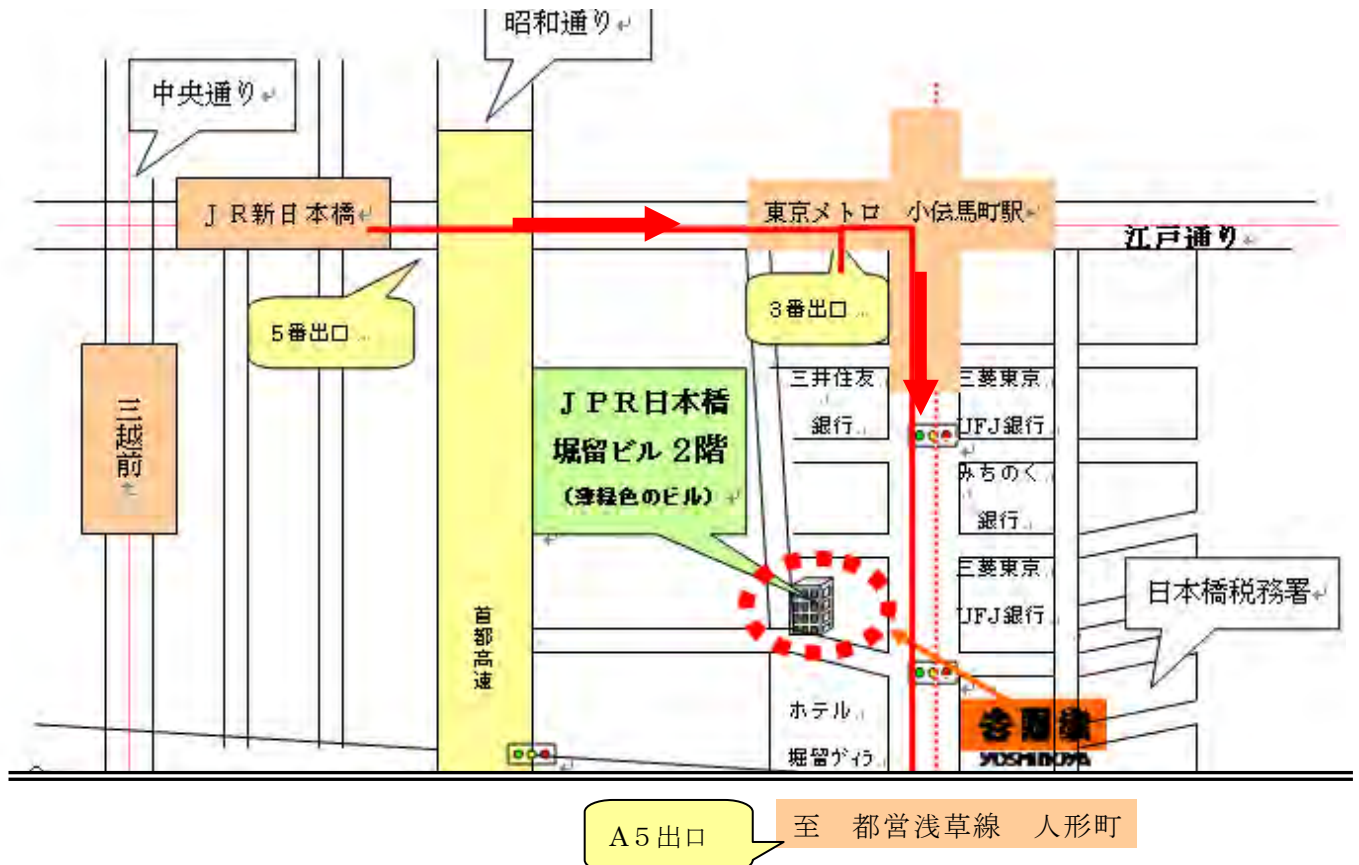 昭和通り
中央通り
JR新日本橋
東京メトロ 小伝馬町駅
江戸通り
5番出口
3番出口
三越前
JPR日本橋
堀留ビル 2階
(薄緑色のビル)
三井住友
銀行
三菱東京
UFJ銀行
みちのく
銀行
三菱東京
UFJ銀行
日本橋税務署
首都高速
ホテル
堀留ヴィラ
吉野家
YOSHINOYA
A5出口
至 都営浅草線 人形町